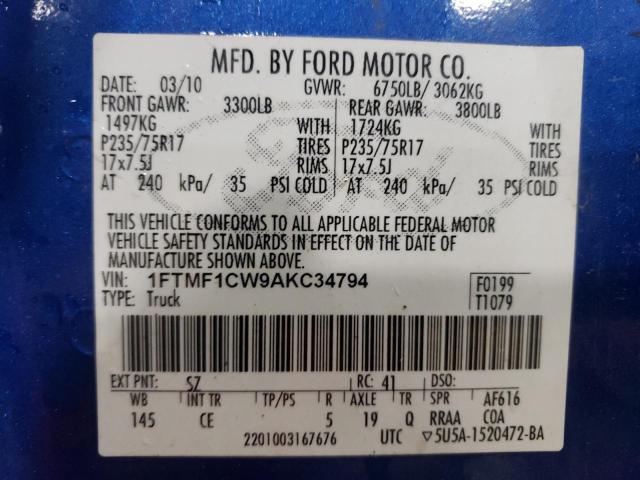 MFD. BY FORD MOTOR CO.
DATE: 03/10 GVWR: 6750LB/ 3062KG
FRONT GAWR: 3300LB REAR GAWR: 3800LB
1497KG WITH 1724KG WITH
P235/75R17 TIRES P235/75R17 TIRES
17x7.5J RIMS 17x7.5J RIMS
AT 240 kPa/ 35 PSI COLD AT 240 kPa/ 35 PSI COLD
Ford
THIS VEHICLE CONFORMS TO ALL APPLICABLE FEDERAL MOTOR
VEHICLE SAFETY STANDARDS IN EFFECT ON THE DATE OF
MANUFACTURE SHOWN ABOVE.
VIN: 1FTMF1CW9AKC34794 F0199
TYPE: Truck T1079
EXT PNT: SZ RC: 41 DSO:
WB INT TR TP/PS R AXLE TR SPR AF616
145 CE 5 19 Q RRAA COA
2201003167676 UTC ▽5U5A-1520472-BA